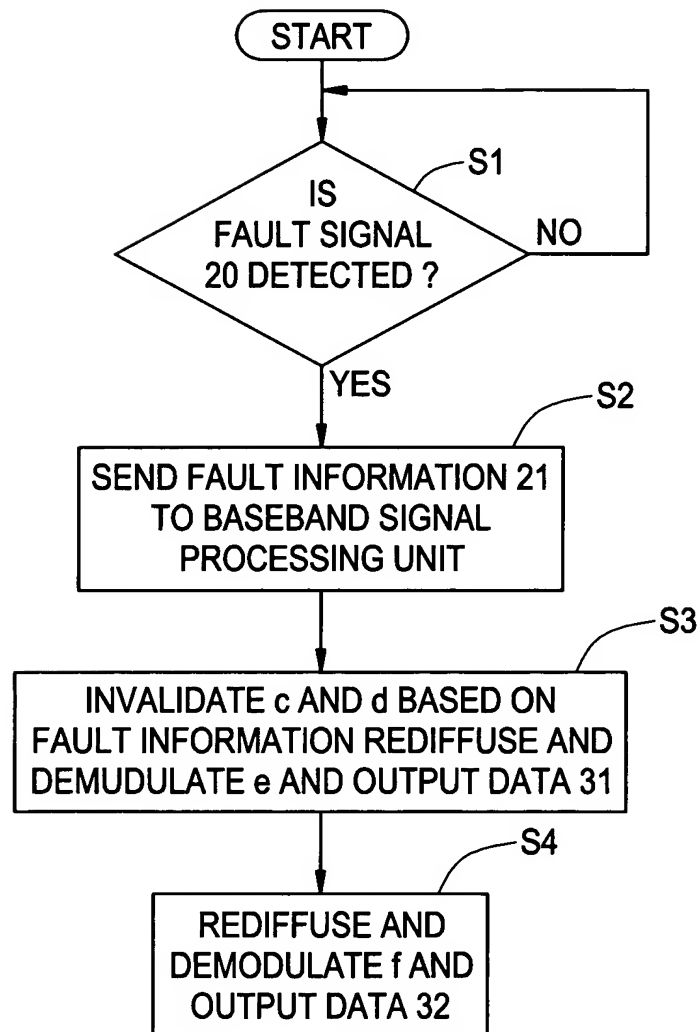 START
S1
IS
FAULT SIGNAL
20 DETECTED ?
NO
YES
S2
SEND FAULT INFORMATION 21
TO BASEBAND SIGNAL
PROCESSING UNIT
S3
INVALIDATE c AND d BASED ON
FAULT INFORMATION REDIFFUSE AND
DEMUDULATE e AND OUTPUT DATA 31
S4
REDIFFUSE AND
DEMODULATE f AND
OUTPUT DATA 32